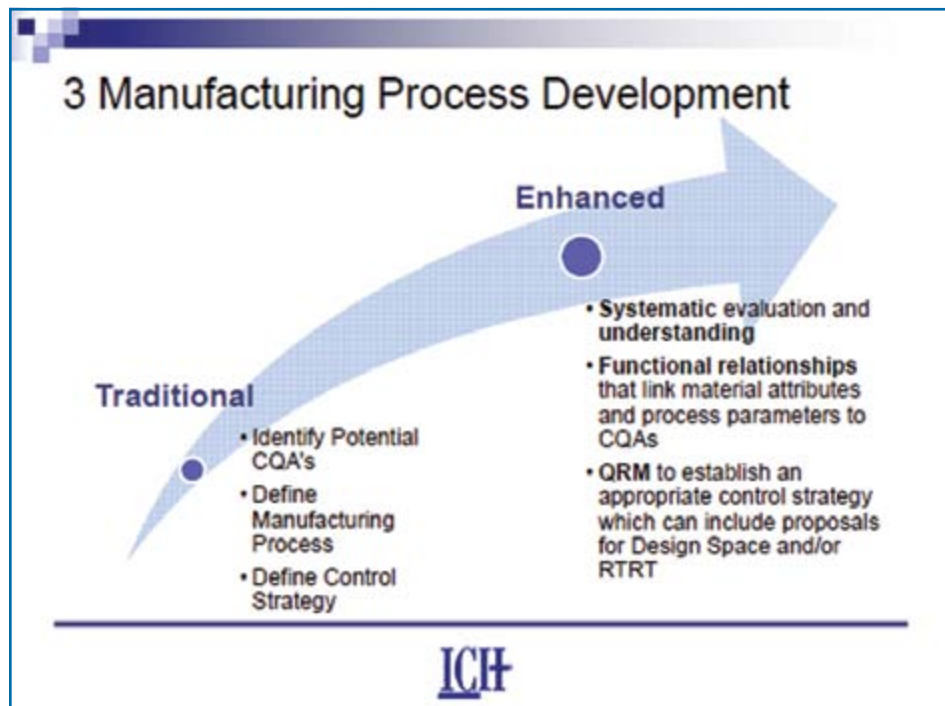 3 Manufacturing Process Development
Traditional
• Identify Potential
CQA's
• Define
Manufacturing
Process
• Define Control
Strategy
Enhanced
• Systematic evaluation and
understanding
• Functional relationships
that link material attributes
and process parameters to
CQAs
• QRM to establish an
appropriate control strategy
which can include proposals
for Design Space and/or
RTRT
ICH